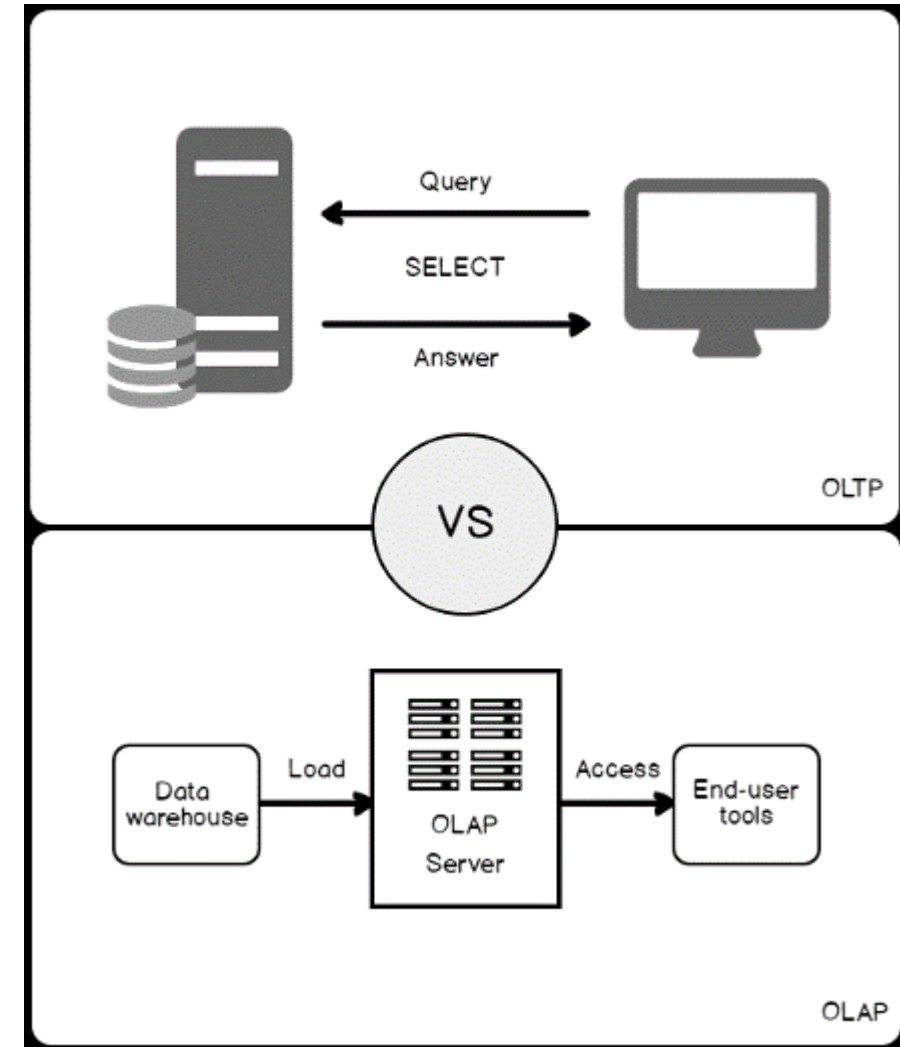 Query
SELECT
Answer
OLTP
VS
Data
warehouse
Load
OLAP
Server
Access
End-user
tools
OLAP